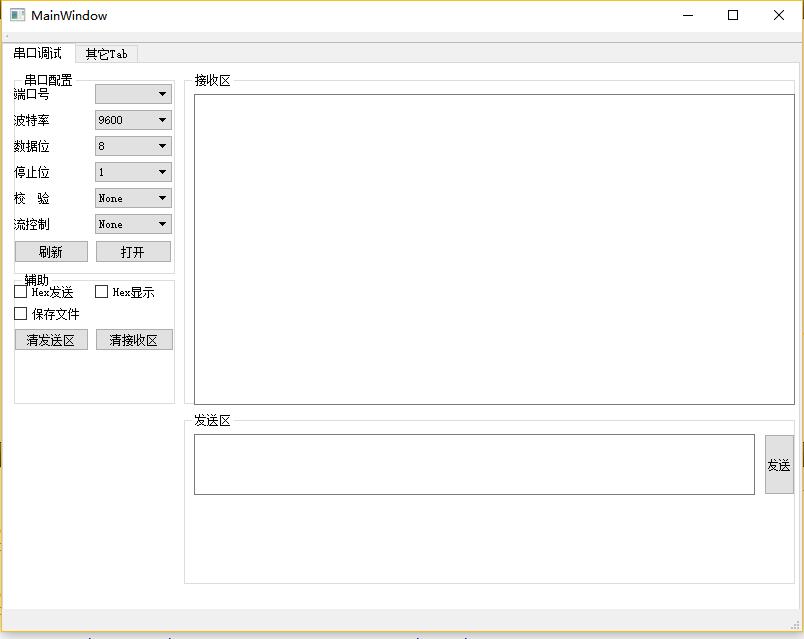 MainWindow
串口调试 其它Tab
串口配置
端口号
波特率 9600
数据位 8
停止位 1
校 验 None
流控制 None
刷新 打开
辅助
Hex发送 Hex显示
保存文件
清发送区 清接收区
接收区
发送区
发送